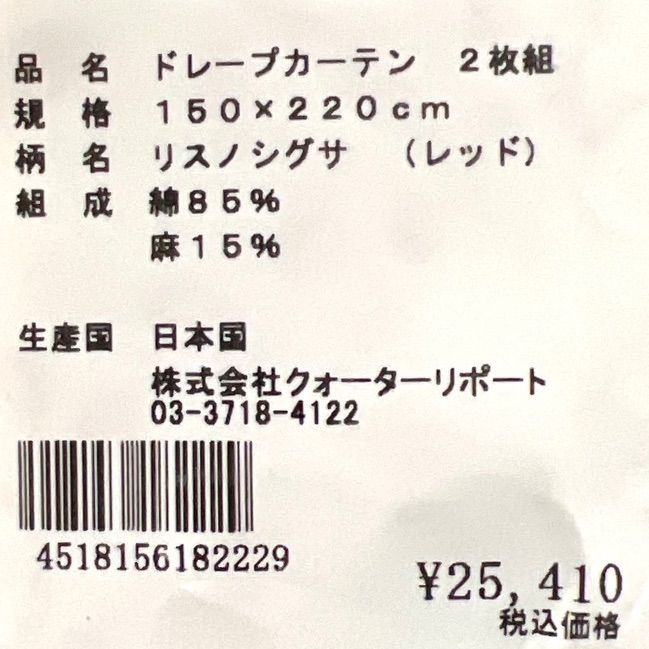 品 名 ドレープカーテン 2枚組
規 格 150×220cm
柄 名 リスノシグサ (レッド)
組 成 綿85%
麻15%
生産国 日本国
株式会社クォーターリポート
03-3718-4122
4518156182229
¥25,410
税込価格